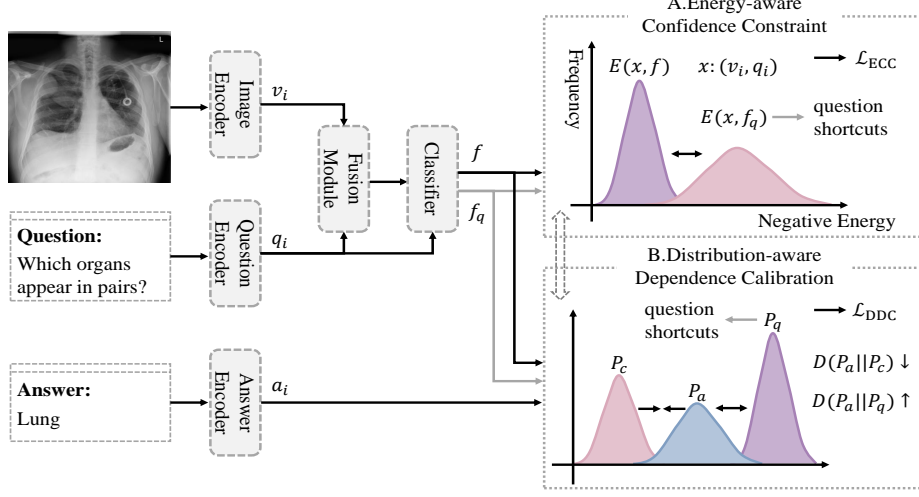 A.Energy-aware
Confidence Constraint
L
Image
Encoder
v_i
Frequency
E(x, f)
x: (v_i, q_i)
ℒ_ECC
E(x, f_q)
question
shortcuts
Negative Energy
Fusion
Module
Classifier
f
f_q
Question:
Which organs
appear in pairs?
Question
Encoder
q_i
B.Distribution-aware
Dependence Calibration
question
shortcuts
P_q
ℒ_DDC
P_c
P_a
D(P_a||P_c) ↓
D(P_a||P_q) ↑
Answer:
Lung
Answer
Encoder
a_i